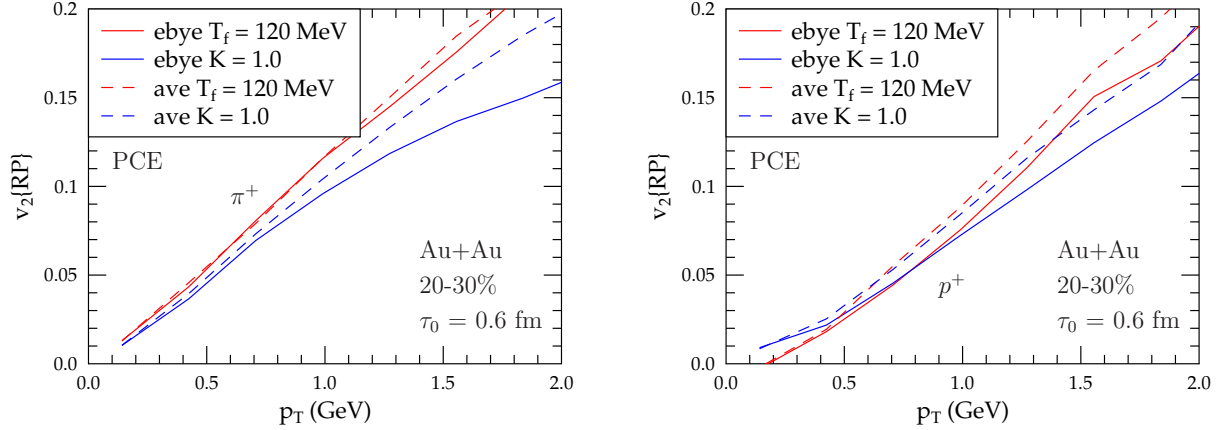 ebye T_f = 120 MeV
ebye K = 1.0
ave T_f = 120 MeV
ave K = 1.0
PCE
π⁺
Au+Au
20-30%
τ₀ = 0.6 fm
v₂{RP}
0.2
0.15
0.1
0.05
0.0
0.0 0.5 1.0 1.5 2.0
p_T (GeV)
ebye T_f = 120 MeV
ebye K = 1.0
ave T_f = 120 MeV
ave K = 1.0
PCE
p⁺
Au+Au
20-30%
τ₀ = 0.6 fm
v₂{RP}
0.2
0.15
0.1
0.05
0.0
0.0 0.5 1.0 1.5 2.0
p_T (GeV)